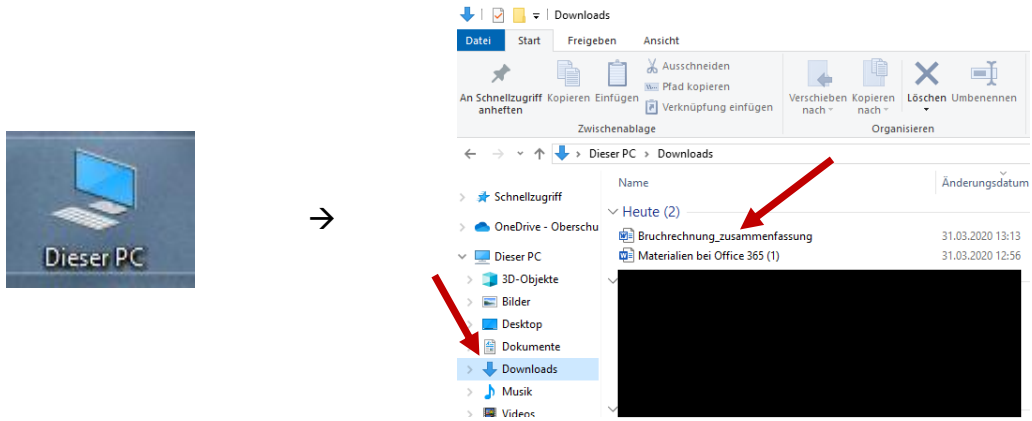 Dieser PC
→
Downloads
Datei Start Freigeben Ansicht
An Schnellzugriff anheften
Kopieren
Einfügen
Ausschneiden
Pfad kopieren
Verknüpfung einfügen
Zwischenablage
Verschieben nach
Kopieren nach
Löschen
Umbenennen
Organisieren
Dieser PC > Downloads
Name Änderungsdatum
Schnellzugriff
OneDrive - Oberschu
Dieser PC
3D-Objekte
Bilder
Desktop
Dokumente
Downloads
Musik
Videos
Heute (2)
Bruchrechnung_zusammenfassung 31.03.2020 13:13
Materialien bei Office 365 (1) 31.03.2020 12:56